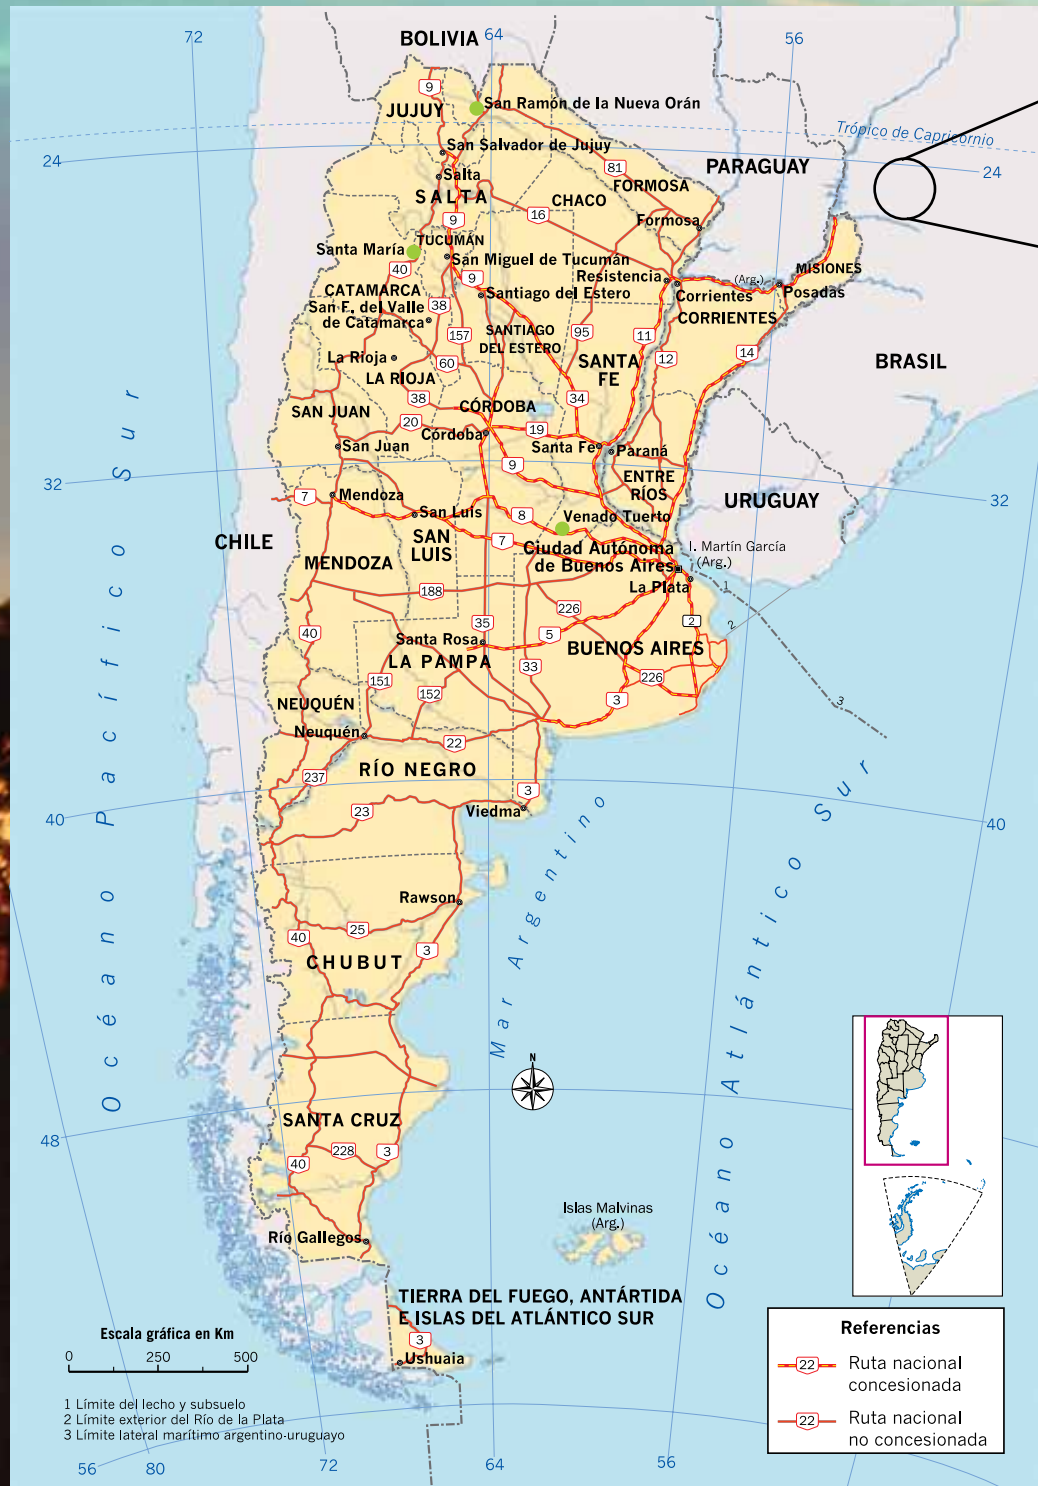 72
64
56
BOLIVIA
9
JUJUY
San Ramón de la Nueva Orán
Trópico de Capricornio
24
San Salvador de Jujuy
81
PARAGUAY
24
Salta
FORMOSA
SALTA
CHACO
9
16
Formosa
Santa María
TUCUMÁN
San Miguel de Tucumán
40
9
Resistencia
(Arg.)
MISIONES
CATAMARCA
Santiago del Estero
Corrientes
Posadas
San F. del Valle
de Catamarca
38
CORRIENTES
157
SANTIAGO
DEL ESTERO
95
11
La Rioja
60
SANTA
FE
12
14
BRASIL
LA RIOJA
38
34
SAN JUAN
CÓRDOBA
20
Córdoba
19
San Juan
Santa Fe
Paraná
9
ENTRE
RÍOS
32
7
Mendoza
URUGUAY
32
San Luis
8
Venado Tuerto
CHILE
SAN
LUIS
7
Ciudad Autónoma
de Buenos Aires
I. Martín García
(Arg.)
MENDOZA
La Plata
1
188
226
2
2
40
35
5
Santa Rosa
BUENOS AIRES
LA PAMPA
33
151
152
226
3
3
NEUQUÉN
Neuquén
22
RÍO NEGRO
237
3
23
Viedma
40
40
Océano Pacífico Sur
Mar Argentino
Océano Atlántico Sur
Rawson
25
40
3
CHUBUT
N
SANTA CRUZ
48
228
3
40
Islas Malvinas
(Arg.)
Río Gallegos
TIERRA DEL FUEGO, ANTÁRTIDA
E ISLAS DEL ATLÁNTICO SUR
3
Ushuaia
Escala gráfica en Km
0 250 500
1 Límite del lecho y subsuelo
2 Límite exterior del Río de la Plata
3 Límite lateral marítimo argentino-uruguayo
56
80
72
64
56
Referencias
22 Ruta nacional
concesionada
22 Ruta nacional
no concesionada